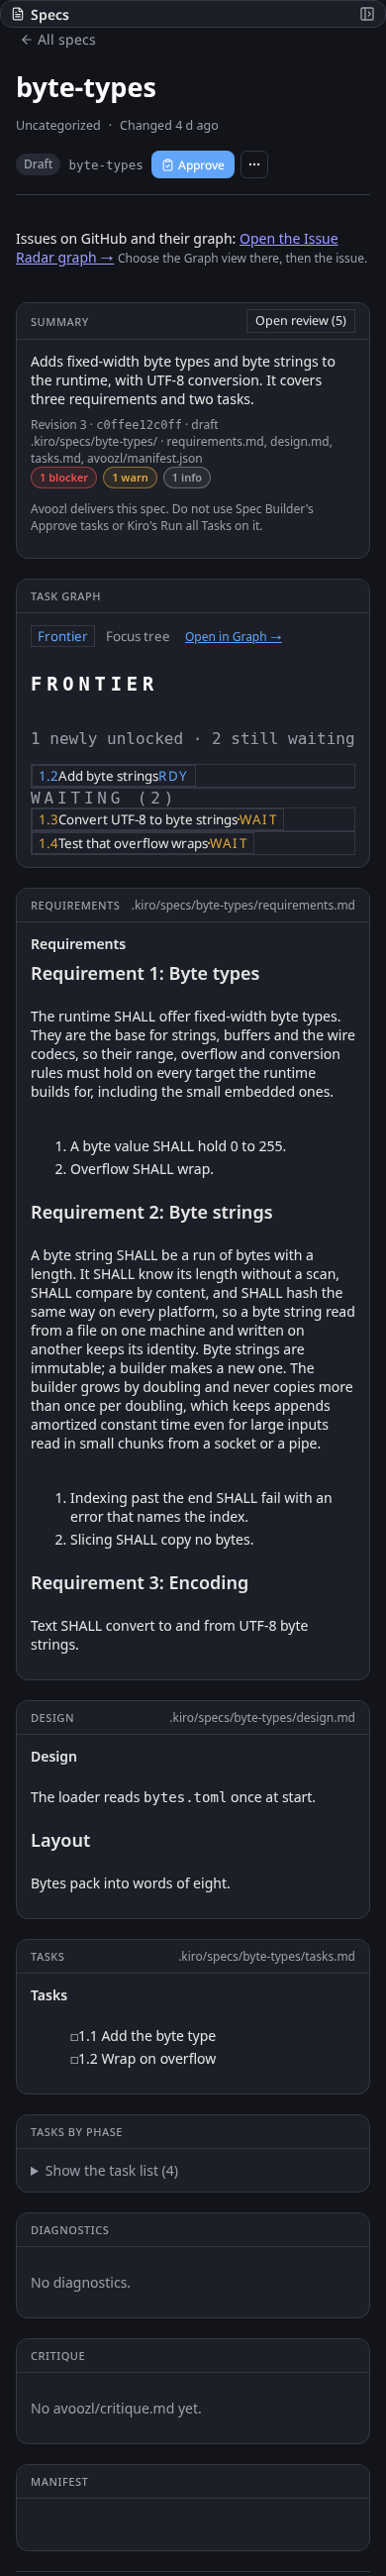 Specs
← All specs
byte-types
Uncategorized · Changed 4 d ago
Draft byte-types Approve ···
Issues on GitHub and their graph: Open the Issue
Radar graph → Choose the Graph view there, then the issue.
SUMMARY Open review (5)
Adds fixed-width byte types and byte strings to
the runtime, with UTF-8 conversion. It covers
three requirements and two tasks.
Revision 3 · c0ffee12c0ff · draft
.kiro/specs/byte-types/ · requirements.md, design.md,
tasks.md, avoozl/manifest.json
1 blocker 1 warn 1 info
Avoozl delivers this spec. Do not use Spec Builder's
Approve tasks or Kiro's Run all Tasks on it.
TASK GRAPH
Frontier Focus tree Open in Graph →
FRONTIER
1 newly unlocked · 2 still waiting
1.2Add byte stringsRDY
WAITING (2)
1.3Convert UTF-8 to byte strings·WAIT
1.4Test that overflow wraps·WAIT
REQUIREMENTS .kiro/specs/byte-types/requirements.md
Requirements
Requirement 1: Byte types
The runtime SHALL offer fixed-width byte types.
They are the base for strings, buffers and the wire
codecs, so their range, overflow and conversion
rules must hold on every target the runtime
builds for, including the small embedded ones.
1. A byte value SHALL hold 0 to 255.
2. Overflow SHALL wrap.
Requirement 2: Byte strings
A byte string SHALL be a run of bytes with a
length. It SHALL know its length without a scan,
SHALL compare by content, and SHALL hash the
same way on every platform, so a byte string read
from a file on one machine and written on
another keeps its identity. Byte strings are
immutable; a builder makes a new one. The
builder grows by doubling and never copies more
than once per doubling, which keeps appends
amortized constant time even for large inputs
read in small chunks from a socket or a pipe.
1. Indexing past the end SHALL fail with an
error that names the index.
2. Slicing SHALL copy no bytes.
Requirement 3: Encoding
Text SHALL convert to and from UTF-8 byte
strings.
DESIGN .kiro/specs/byte-types/design.md
Design
The loader reads bytes.toml once at start.
Layout
Bytes pack into words of eight.
TASKS .kiro/specs/byte-types/tasks.md
Tasks
☐1.1 Add the byte type
☐1.2 Wrap on overflow
TASKS BY PHASE
▶ Show the task list (4)
DIAGNOSTICS
No diagnostics.
CRITIQUE
No avoozl/critique.md yet.
MANIFEST